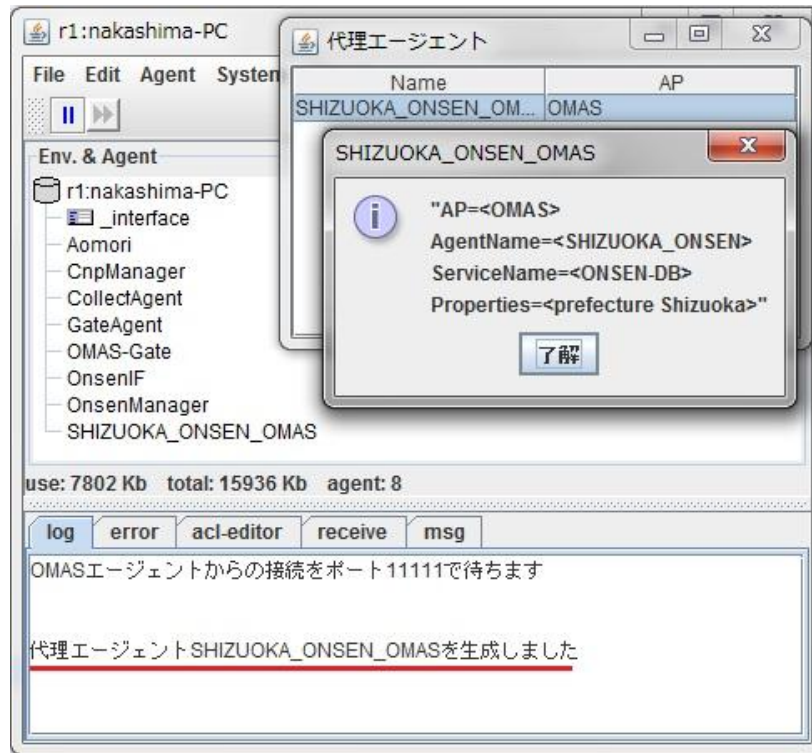 r1:nakashima-PC
File Edit Agent System
Env. & Agent
r1:nakashima-PC
_interface
Aomori
CnpManager
CollectAgent
GateAgent
OMAS-Gate
OnsenIF
OnsenManager
SHIZUOKA_ONSEN_OMAS
use: 7802 Kb total: 15936 Kb agent: 8
log error acl-editor receive msg
OMASエージェントからの接続をポート11111で待ちます
代理エージェントSHIZUOKA_ONSEN_OMASを生成しました
代理エージェント
Name AP
SHIZUOKA_ONSEN_OM... OMAS
SHIZUOKA_ONSEN_OMAS
"AP=<OMAS>
AgentName=<SHIZUOKA_ONSEN>
ServiceName=<ONSEN-DB>
Properties=<prefecture Shizuoka>"
了解